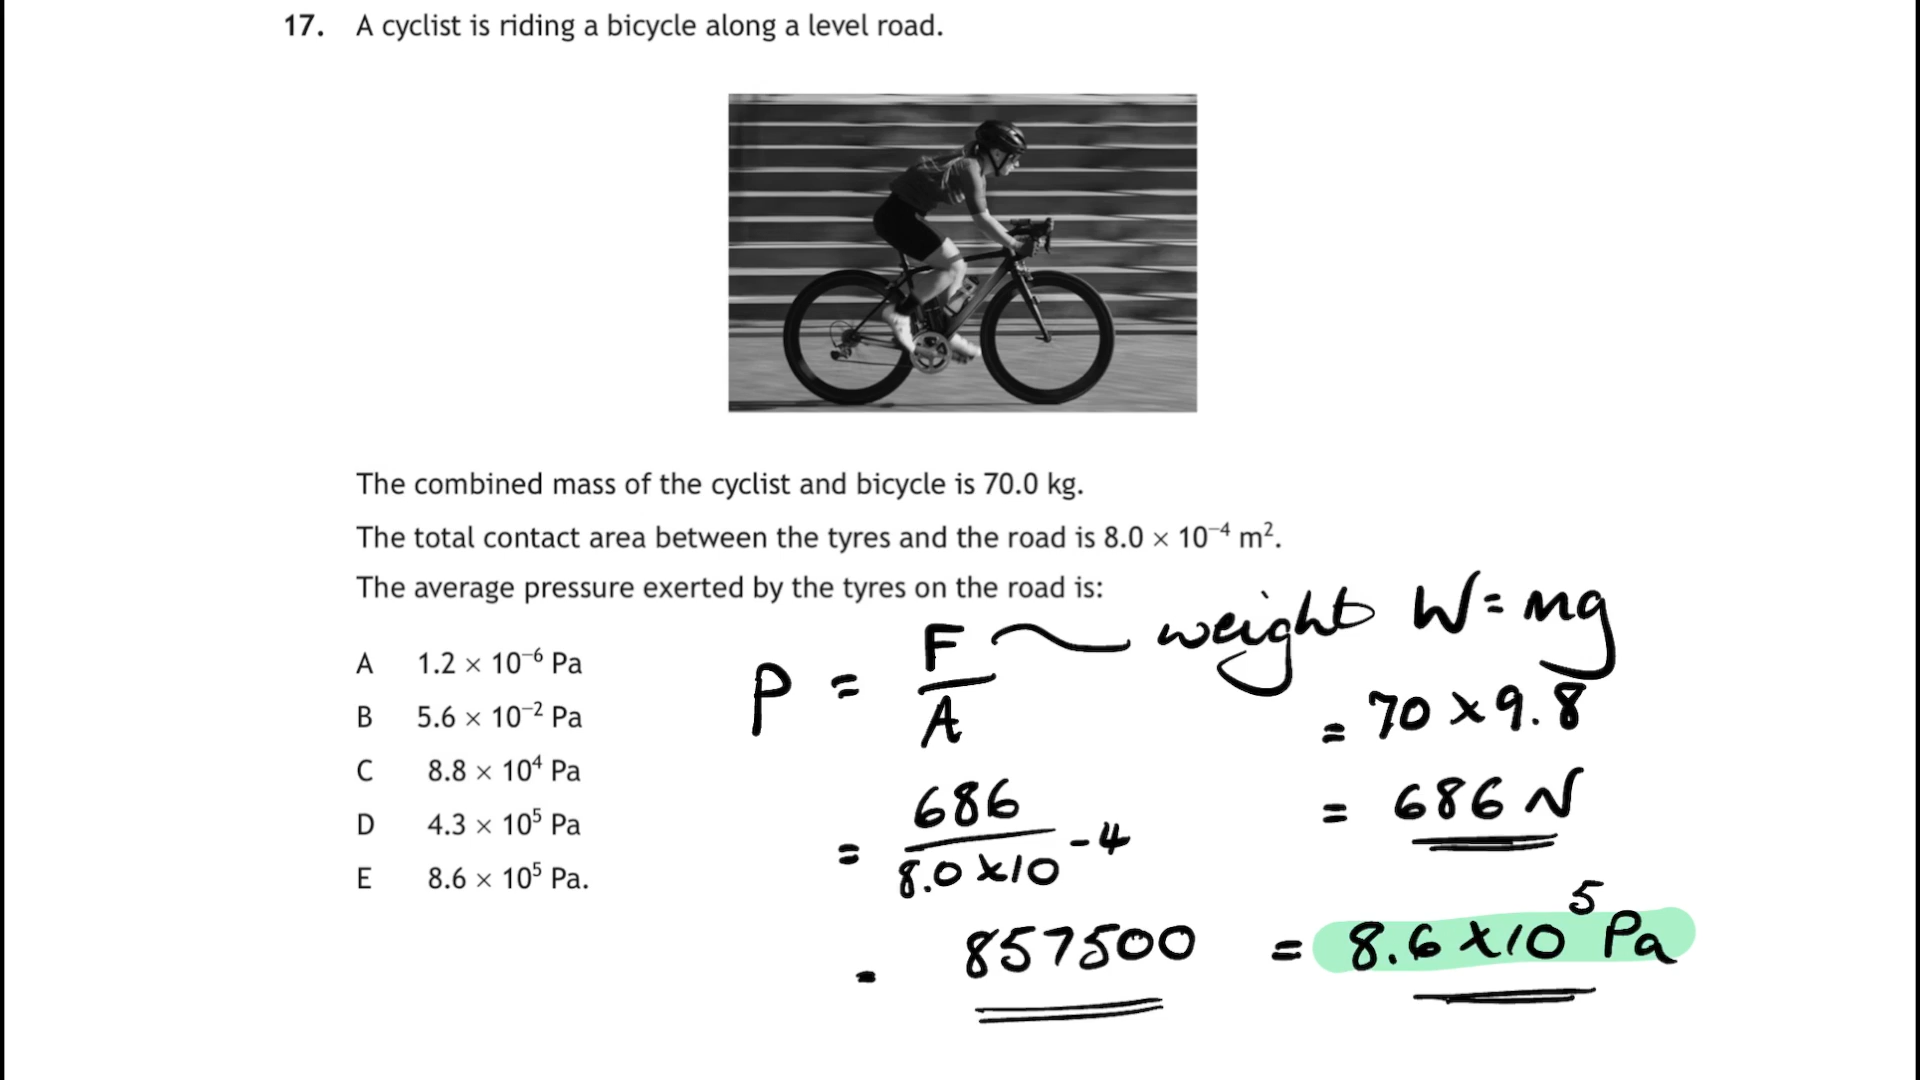 17. A cyclist is riding a bicycle along a level road.
The combined mass of the cyclist and bicycle is 70.0 kg.
The total contact area between the tyres and the road is 8.0 × 10⁻⁴ m².
The average pressure exerted by the tyres on the road is:
A 1.2 × 10⁻⁶ Pa
B 5.6 × 10⁻² Pa
C 8.8 × 10⁴ Pa
D 4.3 × 10⁵ Pa
E 8.6 × 10⁵ Pa.
P = F/A weight W = mg
= 70 × 9.8
= 686 N
= 686/8.0 × 10⁻⁴
= 857500 = 8.6 × 10⁵ Pa